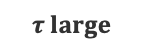 τ large